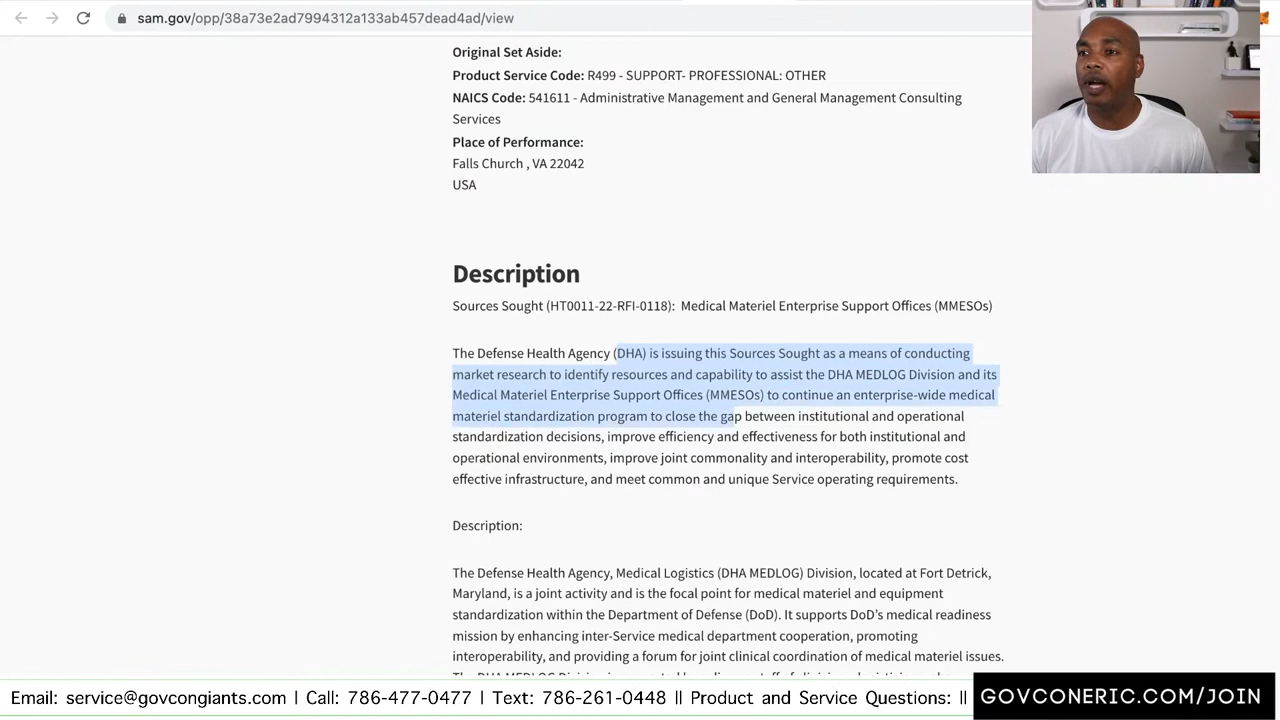 sam.gov/opp/38a73e2ad7994312a133ab457dead4ad/view
Original Set Aside:
Product Service Code: R499 - SUPPORT- PROFESSIONAL: OTHER
NAICS Code: 541611 - Administrative Management and General Management Consulting
Services
Place of Performance:
Falls Church , VA 22042
USA
Description
Sources Sought (HT0011-22-RFI-0118): Medical Materiel Enterprise Support Offices (MMESOs)
The Defense Health Agency (DHA) is issuing this Sources Sought as a means of conducting
market research to identify resources and capability to assist the DHA MEDLOG Division and its
Medical Materiel Enterprise Support Offices (MMESOs) to continue an enterprise-wide medical
materiel standardization program to close the gap between institutional and operational
standardization decisions, improve efficiency and effectiveness for both institutional and
operational environments, improve joint commonality and interoperability, promote cost
effective infrastructure, and meet common and unique Service operating requirements.
Description:
The Defense Health Agency, Medical Logistics (DHA MEDLOG) Division, located at Fort Detrick,
Maryland, is a joint activity and is the focal point for medical materiel and equipment
standardization within the Department of Defense (DoD). It supports DoD's medical readiness
mission by enhancing inter-Service medical department cooperation, promoting
interoperability, and providing a forum for joint clinical coordination of medical materiel issues.
Email: service@govcongiants.com | Call: 786-477-0477 | Text: 786-261-0448 || Product and Service Questions: ||
GOVCONERIC.COM/JOIN